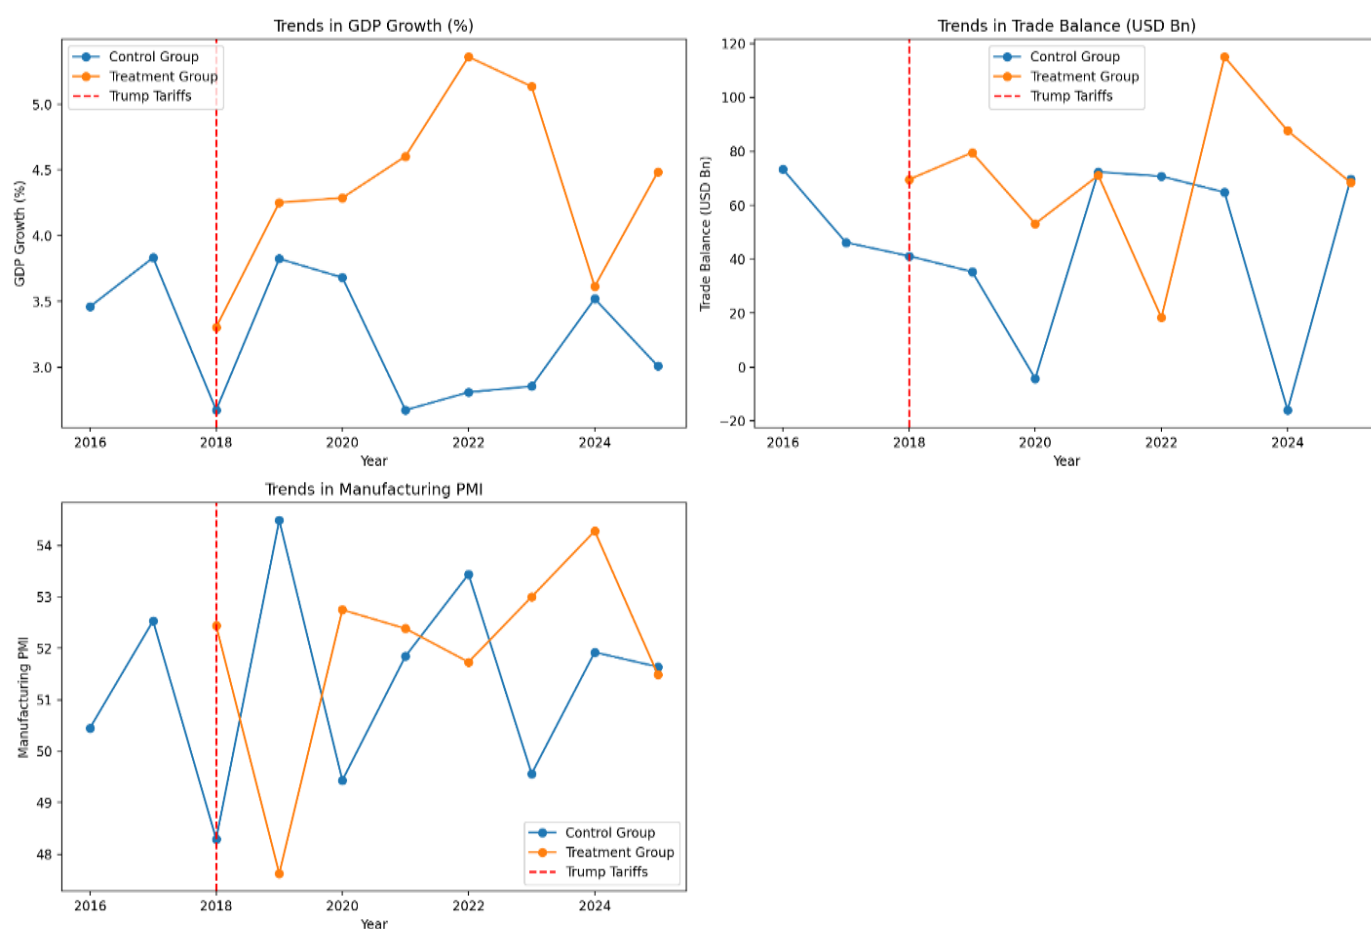 Trends in GDP Growth (%)
Control Group
Treatment Group
Trump Tariffs
GDP Growth (%)
5.0
4.5
4.0
3.5
3.0
2016
2018
2020
2022
2024
Year
Trends in Trade Balance (USD Bn)
Control Group
Treatment Group
Trump Tariffs
Trade Balance (USD Bn)
120
100
80
60
40
20
0
−20
2016
2018
2020
2022
2024
Year
Trends in Manufacturing PMI
Manufacturing PMI
54
53
52
51
50
49
48
Control Group
Treatment Group
Trump Tariffs
2016
2018
2020
2022
2024
Year